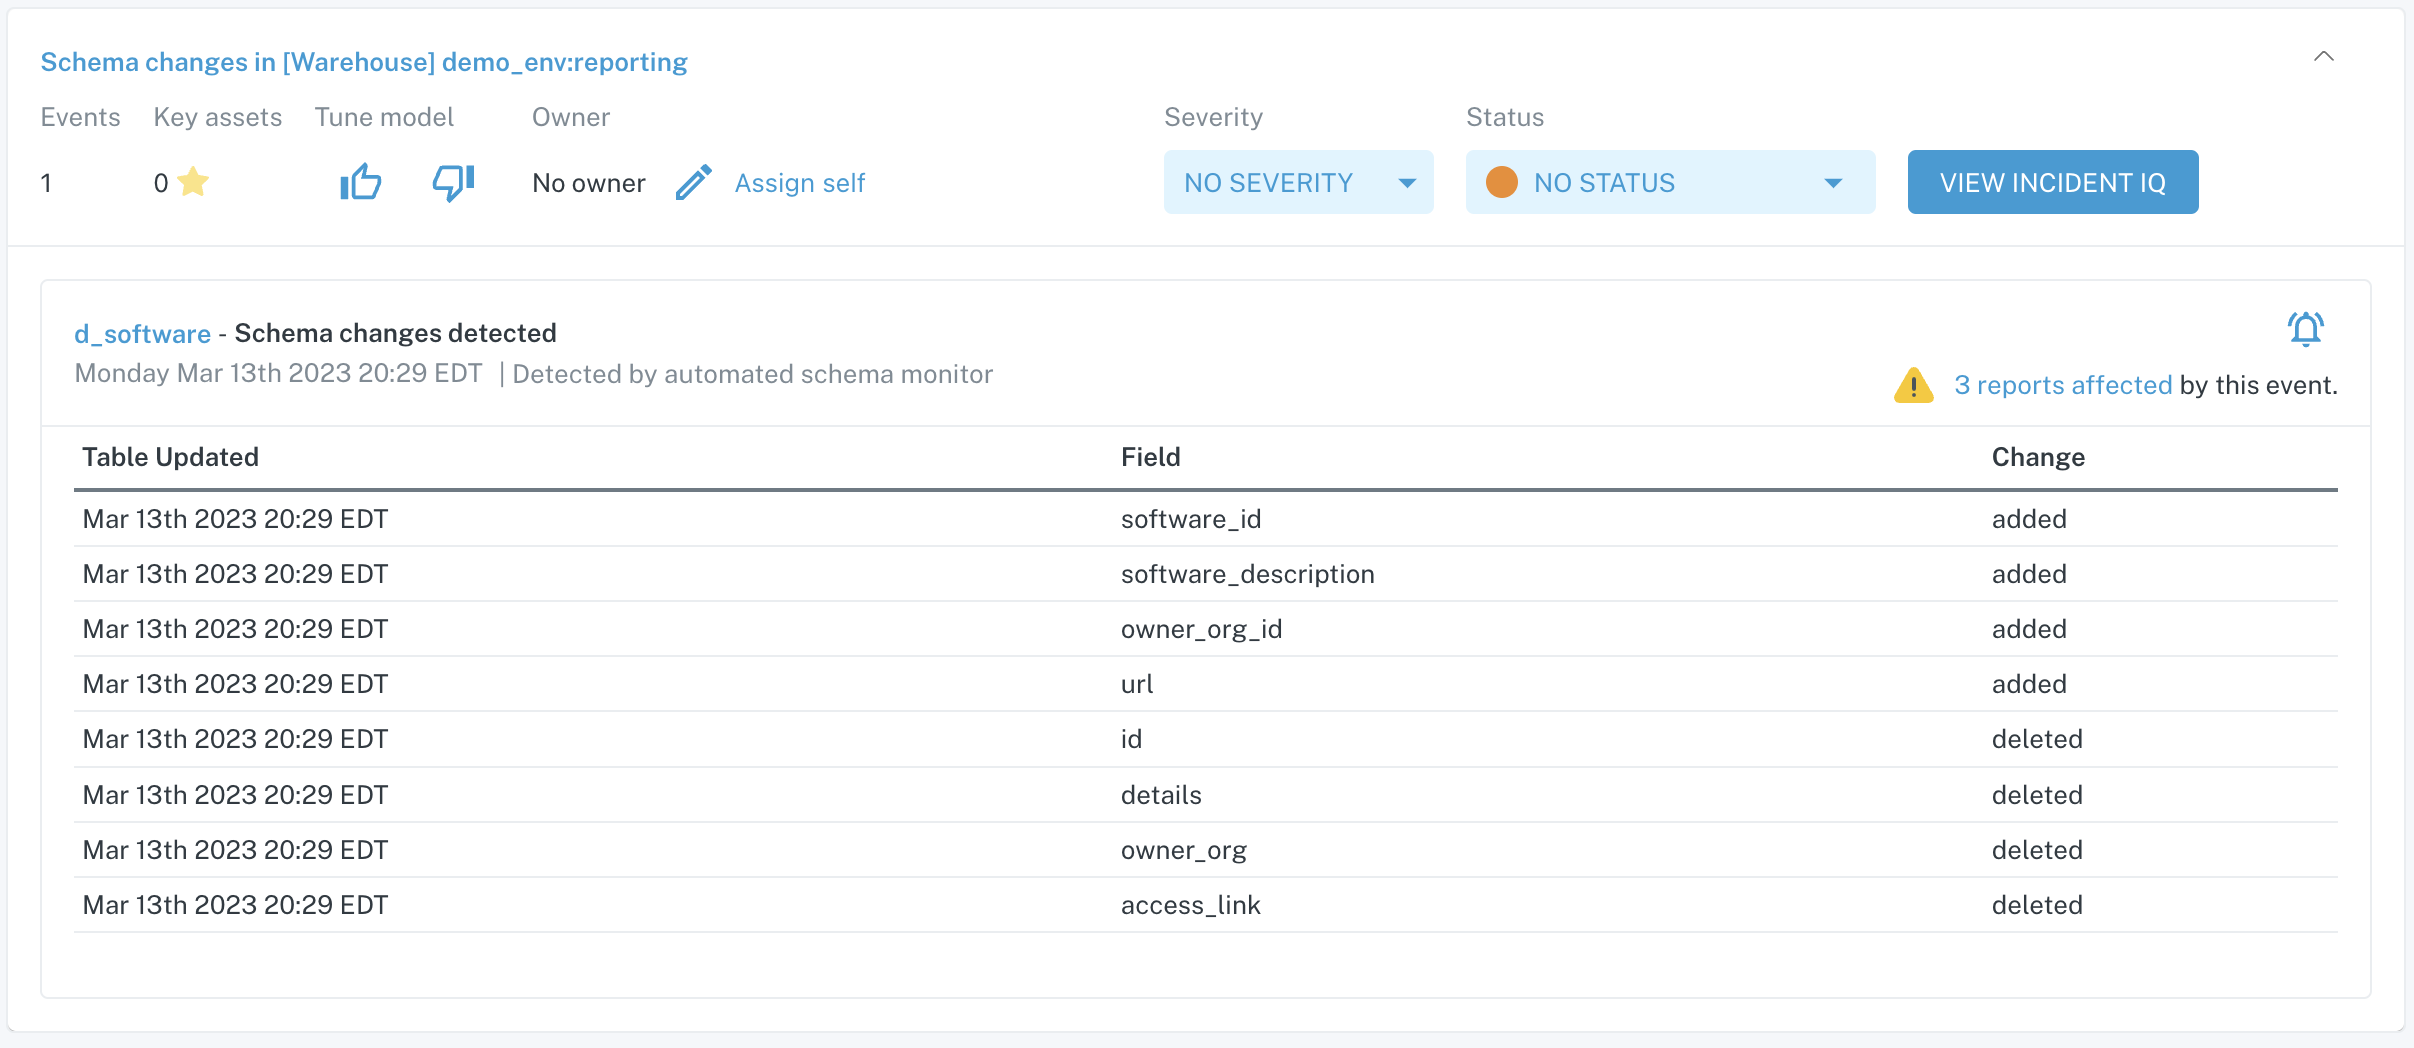 Schema changes in [Warehouse] demo_env:reporting
Events Key assets Tune model Owner Severity Status
1 0 No owner Assign self NO SEVERITY NO STATUS VIEW INCIDENT IQ
d_software - Schema changes detected
Monday Mar 13th 2023 20:29 EDT | Detected by automated schema monitor
3 reports affected by this event.
Table Updated Field Change
Mar 13th 2023 20:29 EDT software_id added
Mar 13th 2023 20:29 EDT software_description added
Mar 13th 2023 20:29 EDT owner_org_id added
Mar 13th 2023 20:29 EDT url added
Mar 13th 2023 20:29 EDT id deleted
Mar 13th 2023 20:29 EDT details deleted
Mar 13th 2023 20:29 EDT owner_org deleted
Mar 13th 2023 20:29 EDT access_link deleted